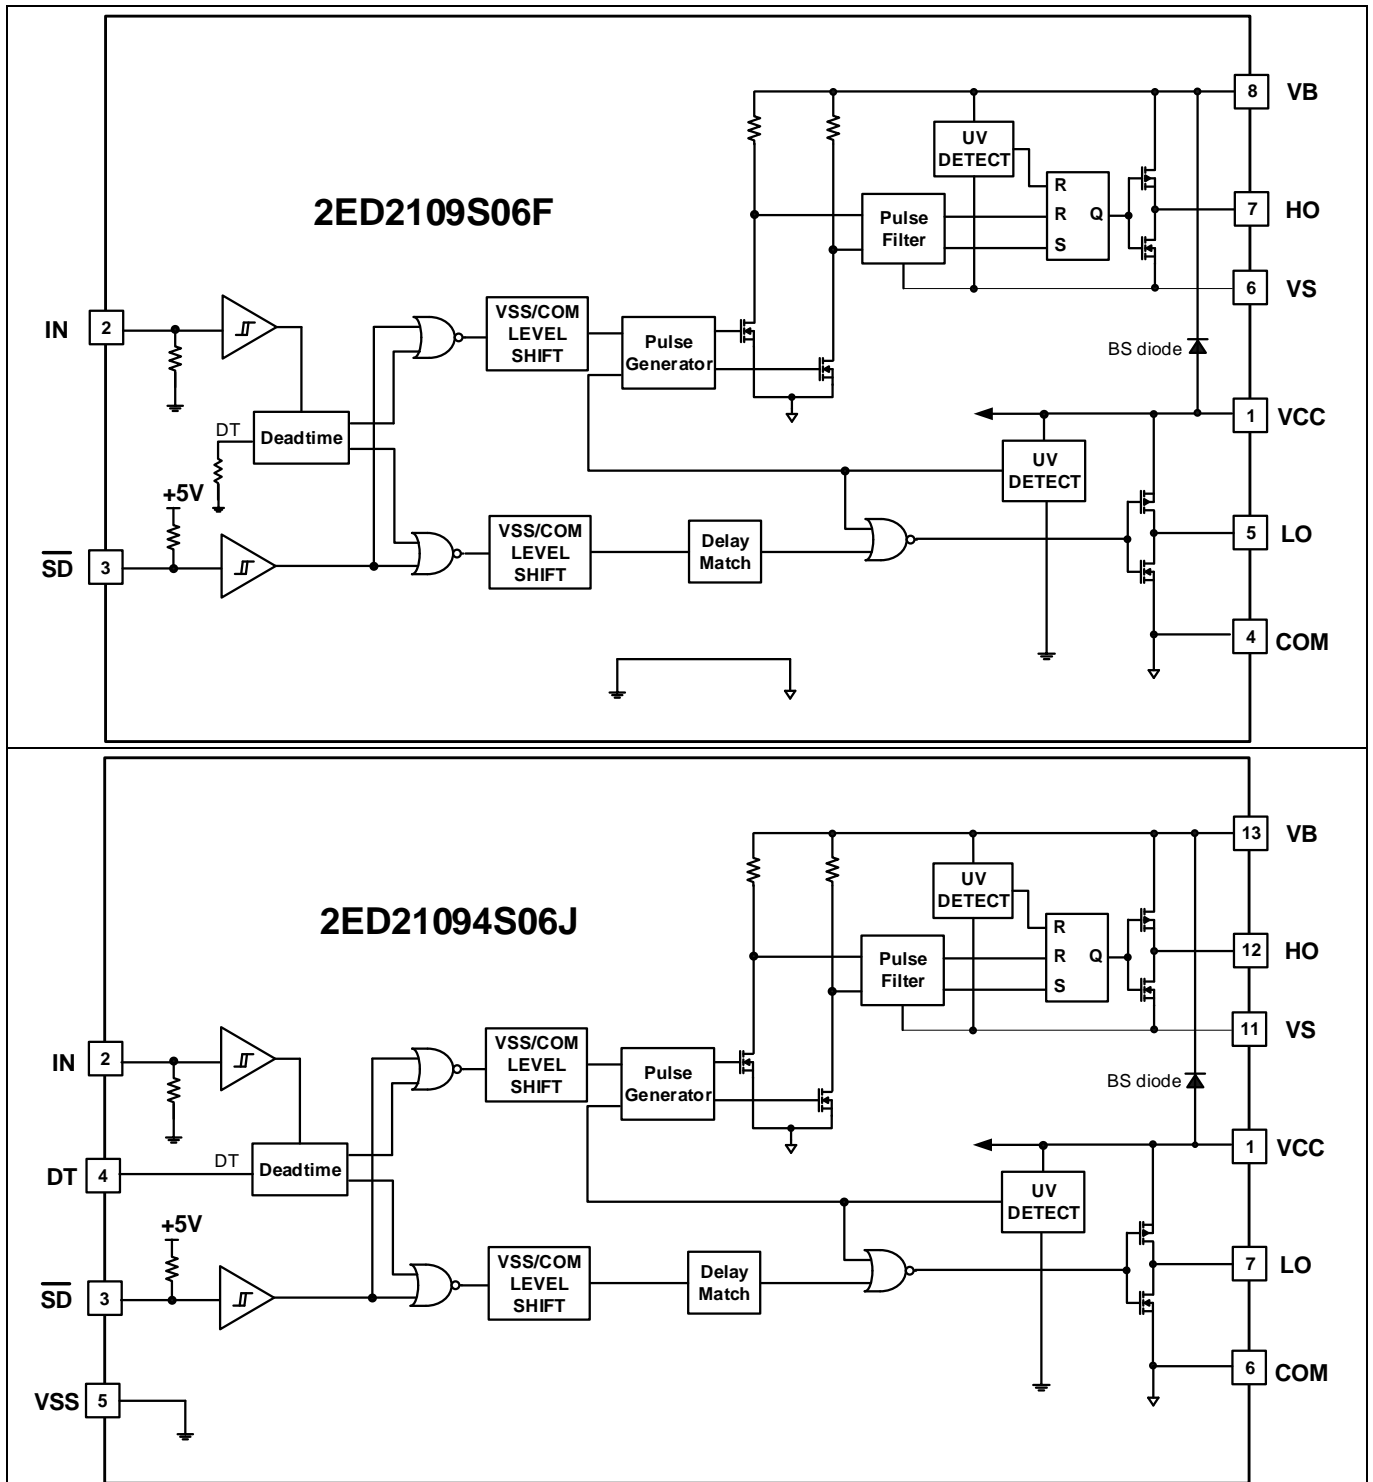 8 VB
UV
DETECT
2ED2109S06F
R
R Q
S
Pulse
Filter
7 HO
6 VS
IN 2
VSS/COM
LEVEL
SHIFT
Pulse
Generator
BS diode
DT
Deadtime
1 VCC
UV
DETECT
+5V
VSS/COM
LEVEL
SHIFT
Delay
Match
5 LO
SD 3
4 COM
13 VB
UV
DETECT
2ED21094S06J
R
R Q
S
Pulse
Filter
12 HO
11 VS
IN 2
VSS/COM
LEVEL
SHIFT
Pulse
Generator
BS diode
DT 4
DT
Deadtime
1 VCC
UV
DETECT
+5V
VSS/COM
LEVEL
SHIFT
Delay
Match
7 LO
SD 3
6 COM
VSS 5